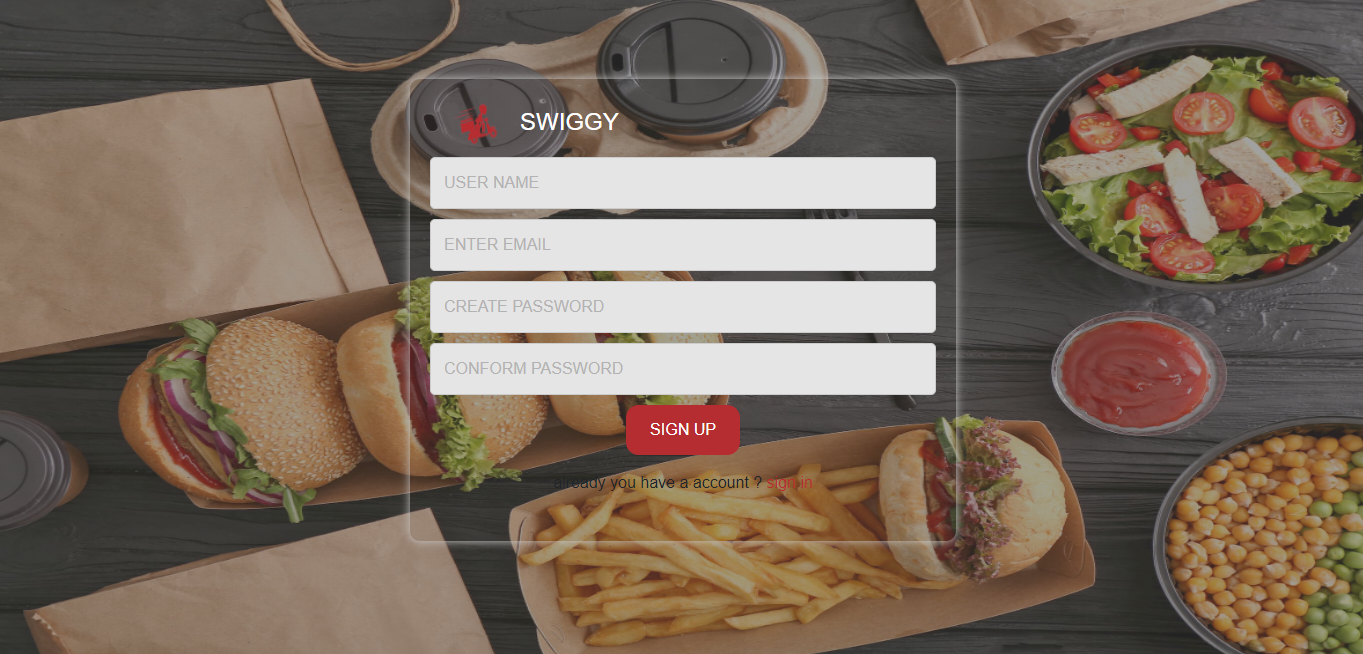 SWIGGY
USER NAME
ENTER EMAIL
CREATE PASSWORD
CONFORM PASSWORD
SIGN UP
already you have a account ? sign in